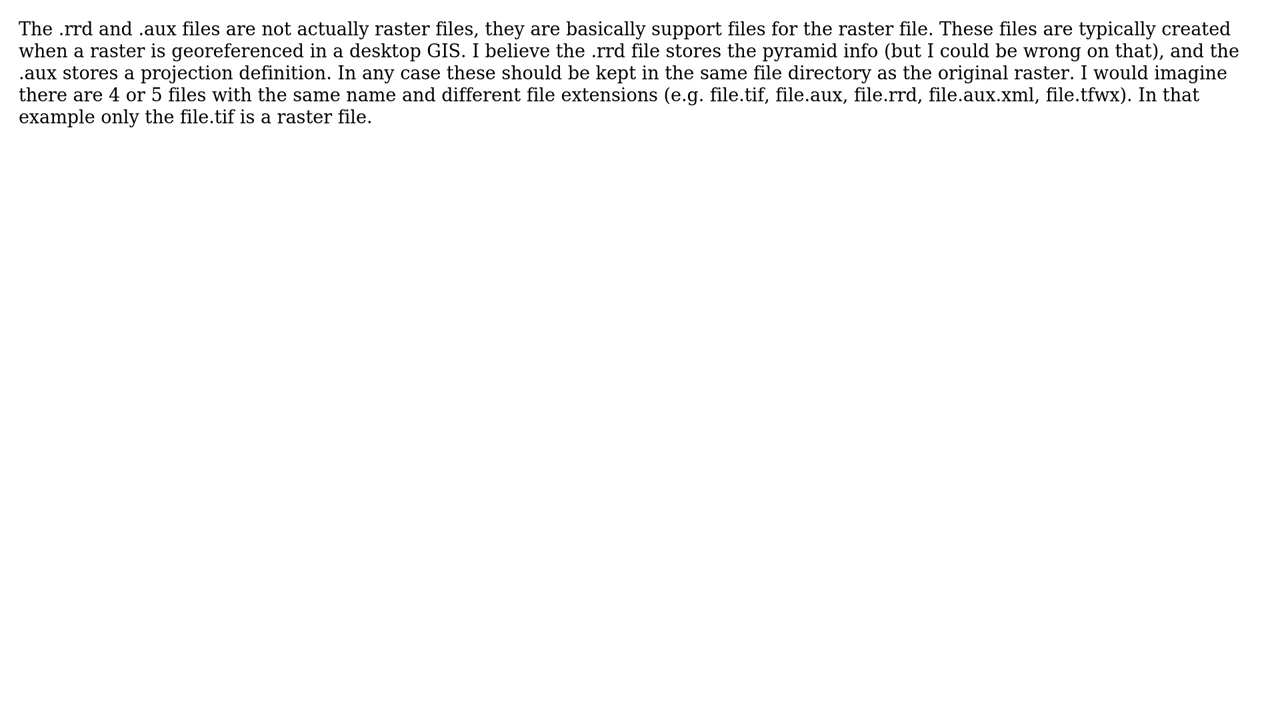 The .rrd and .aux files are not actually raster files, they are basically support files for the raster file. These files are typically created
when a raster is georeferenced in a desktop GIS. I believe the .rrd file stores the pyramid info (but I could be wrong on that), and the
.aux stores a projection definition. In any case these should be kept in the same file directory as the original raster. I would imagine
there are 4 or 5 files with the same name and different file extensions (e.g. file.tif, file.aux, file.rrd, file.aux.xml, file.tfwx). In that
example only the file.tif is a raster file.